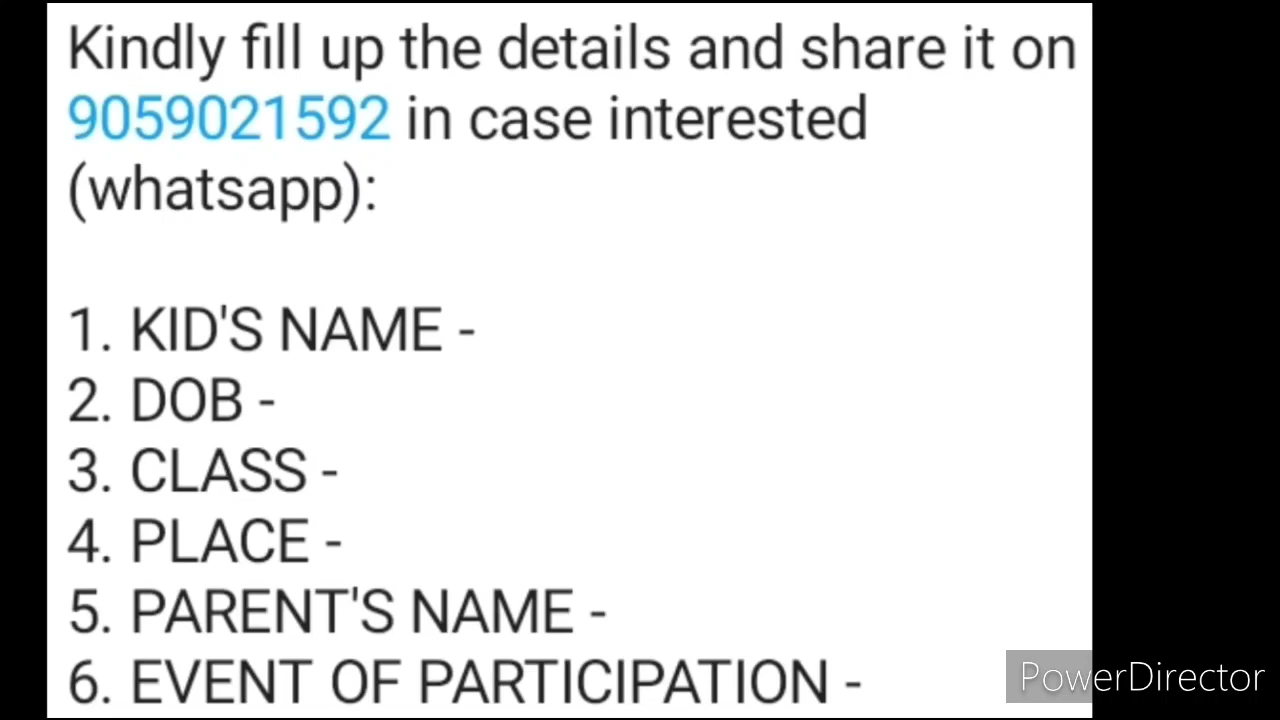 Kindly fill up the details and share it on
9059021592 in case interested
(whatsapp):
1. KID'S NAME -
2. DOB -
3. CLASS -
4. PLACE -
5. PARENT'S NAME -
6. EVENT OF PARTICIPATION -
PowerDirector